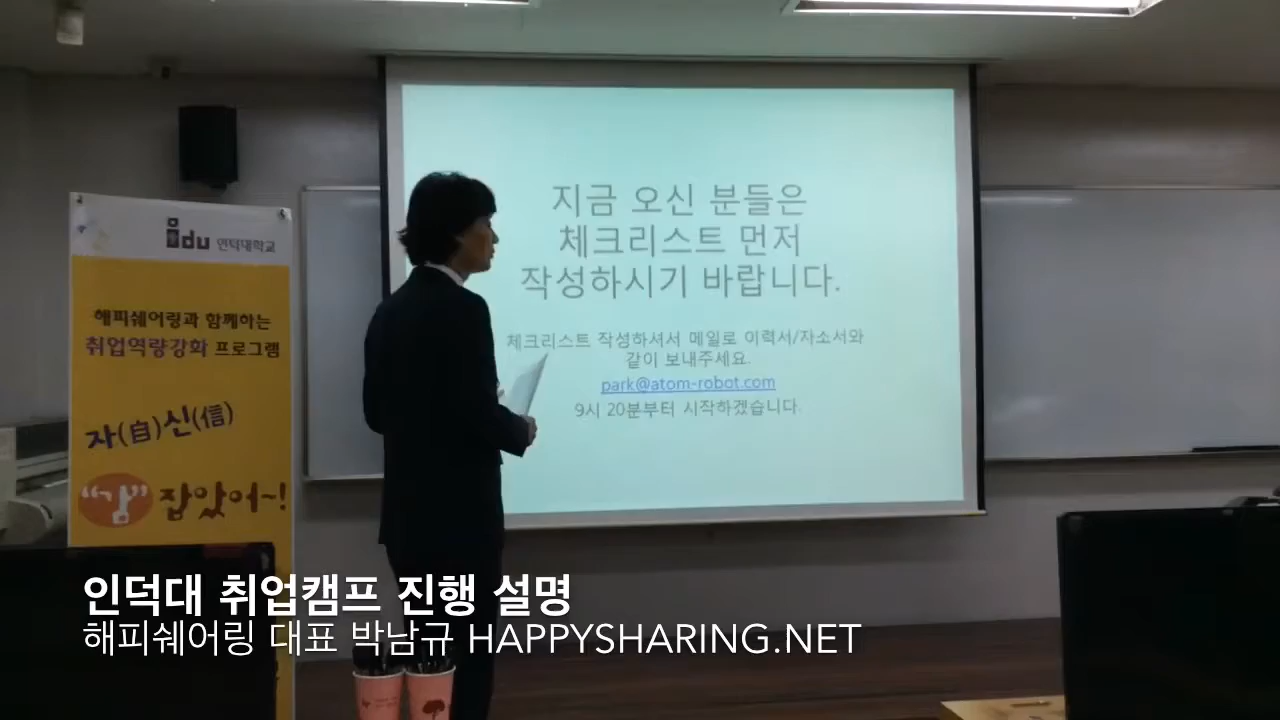 idu 인덕대학교
해피쉐어링과 함께하는
취업역량강화 프로그램
자(自)신(信)
“감” 잡았어~!
지금 오신 분들은
체크리스트 먼저
작성하시기 바랍니다.
체크리스트 작성하셔서 메일로 이력서/자소서와
같이 보내주세요.
park@atom-robot.com
9시 20분부터 시작하겠습니다.
인덕대 취업캠프 진행 설명
해피쉐어링 대표 박남규 HAPPYSHARING.NET